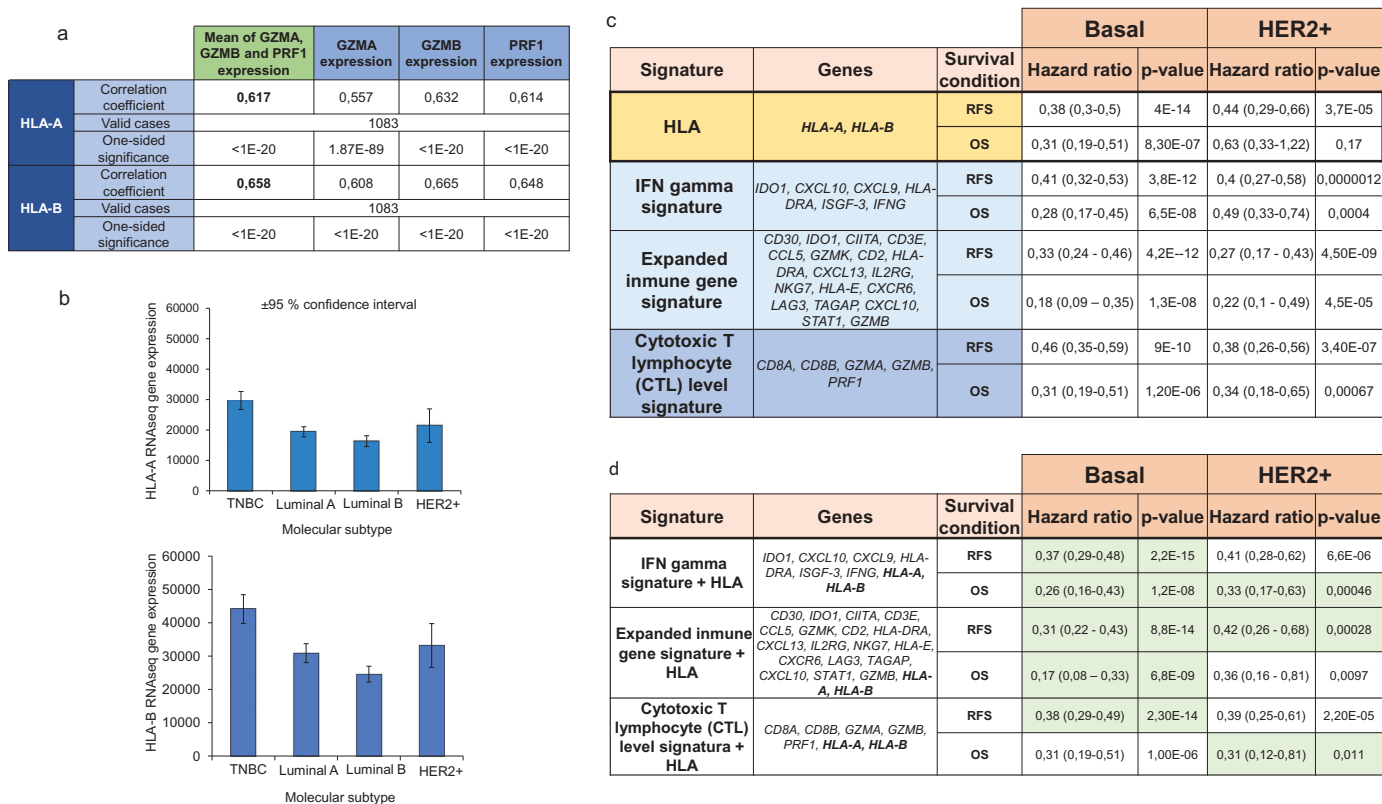 a
Mean of GZMA,
GZMB and PRF1
expression
GZMA
expression
GZMB
expression
PRF1
expression
HLA-A
Correlation
coefficient
0,617
0,557
0,632
0,614
Valid cases
1083
One-sided
significance
<1E-20
1.87E-89
<1E-20
<1E-20
HLA-B
Correlation
coefficient
0,658
0,608
0,665
0,648
Valid cases
1083
One-sided
significance
<1E-20
<1E-20
<1E-20
<1E-20
b
±95 % confidence interval
HLA-A RNAseq gene expression
60000
50000
40000
30000
20000
10000
0
TNBC
Luminal A
Luminal B
HER2+
Molecular subtype
HLA-B RNAseq gene expression
60000
50000
40000
30000
20000
10000
0
TNBC
Luminal A
Luminal B
HER2+
Molecular subtype
c
Basal
HER2+
Signature
Genes
Survival
condition
Hazard ratio
p-value
Hazard ratio
p-value
HLA
HLA-A, HLA-B
RFS
0,38 (0,3-0,5)
4E-14
0,44 (0,29-0,66)
3,7E-05
OS
0,31 (0,19-0,51)
8,30E-07
0,63 (0,33-1,22)
0,17
IFN gamma
signature
IDO1, CXCL10, CXCL9, HLA-
DRA, ISGF-3, IFNG
RFS
0,41 (0,32-0,53)
3,8E-12
0,4 (0,27-0,58)
0,0000012
OS
0,28 (0,17-0,45)
6,5E-08
0,49 (0,33-0,74)
0,0004
Expanded
inmune gene
signature
CD30, IDO1, CIITA, CD3E,
CCL5, GZMK, CD2, HLA-
DRA, CXCL13, IL2RG,
NKG7, HLA-E, CXCR6,
LAG3, TAGAP, CXCL10,
STAT1, GZMB
RFS
0,33 (0,24 - 0,46)
4,2E--12
0,27 (0,17 - 0,43)
4,50E-09
OS
0,18 (0,09 – 0,35)
1,3E-08
0,22 (0,1 - 0,49)
4,5E-05
Cytotoxic T
lymphocyte
(CTL) level
signature
CD8A, CD8B, GZMA, GZMB,
PRF1
RFS
0,46 (0,35-0,59)
9E-10
0,38 (0,26-0,56)
3,40E-07
OS
0,31 (0,19-0,51)
1,20E-06
0,34 (0,18-0,65)
0,00067
d
Basal
HER2+
Signature
Genes
Survival
condition
Hazard ratio
p-value
Hazard ratio
p-value
IFN gamma
signature + HLA
IDO1, CXCL10, CXCL9, HLA-
DRA, ISGF-3, IFNG, HLA-A,
HLA-B
RFS
0,37 (0,29-0,48)
2,2E-15
0,41 (0,28-0,62)
6,6E-06
OS
0,26 (0,16-0,43)
1,2E-08
0,33 (0,17-0,63)
0,00046
Expanded inmune
gene signature +
HLA
CD30, IDO1, CIITA, CD3E,
CCL5, GZMK, CD2, HLA-DRA,
CXCL13, IL2RG, NKG7, HLA-E,
CXCR6, LAG3, TAGAP,
CXCL10, STAT1, GZMB, HLA-
A, HLA-B
RFS
0,31 (0,22 - 0,43)
8,8E-14
0,42 (0,26 - 0,68)
0,00028
OS
0,17 (0,08 – 0,33)
6,8E-09
0,36 (0,16 - 0,81)
0,0097
Cytotoxic T
lymphocyte (CTL)
level signatura +
HLA
CD8A, CD8B, GZMA, GZMB,
PRF1, HLA-A, HLA-B
RFS
0,38 (0,29-0,49)
2,30E-14
0,39 (0,25-0,61)
2,20E-05
OS
0,31 (0,19-0,51)
1,00E-06
0,31 (0,12-0,81)
0,011